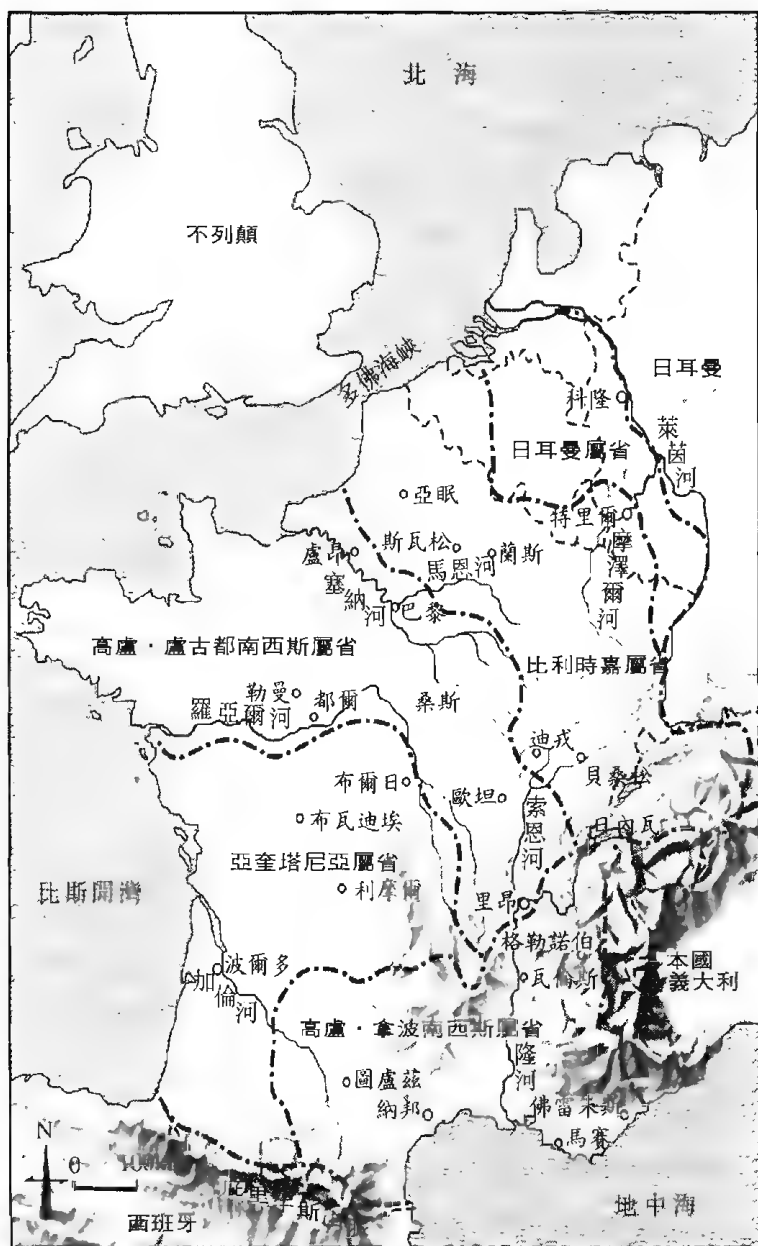 北海
不列顛
多佛海峽
日耳曼
科隆
萊茵河
日耳曼屬省
亞眠
特里爾
斯瓦松
蘭斯
摩澤爾河
盧昂
馬恩河
塞納河
巴黎
高盧·盧古都南西斯屬省
比利時嘉屬省
勒曼
都爾
桑斯
羅亞爾河
迪戎
貝桑松
布爾日
歐坦
索恩河
布瓦迪埃
日內瓦
亞奎塔尼亞屬省
比斯開灣
利摩爾
里昂
格勒諾伯
波爾多
瓦倫斯
本國
義大利
加倫河
高盧·拿波南西斯屬省
隆河
圖盧茲
納邦
佛雷朱斯
馬賽
N
0 100km
西班牙
地中海